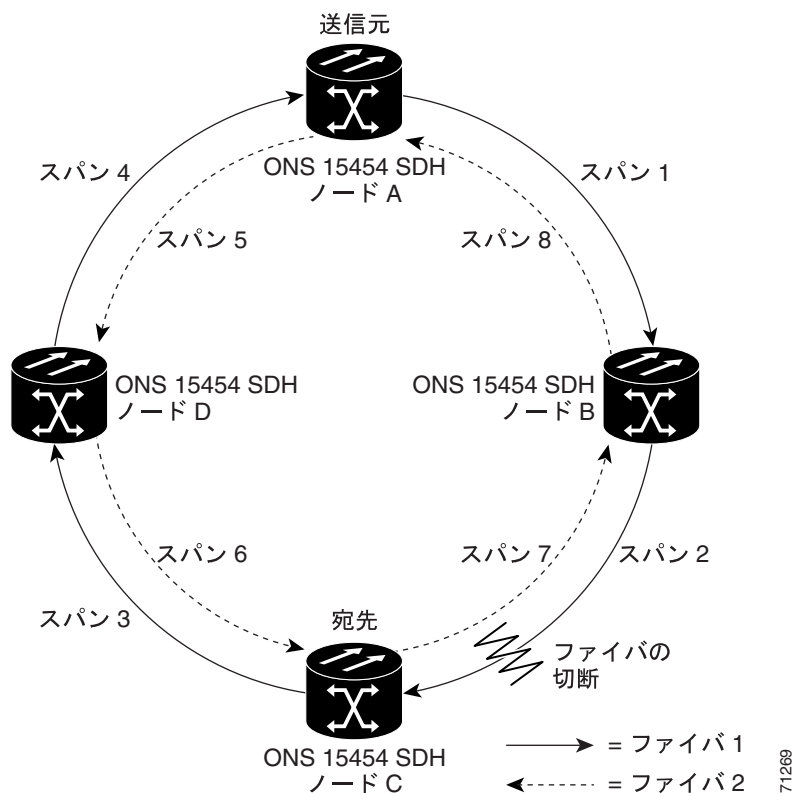 送信元
ONS 15454 SDH
ノード A
スパン 4
スパン 1
スパン 5
スパン 8
ONS 15454 SDH
ノード D
ONS 15454 SDH
ノード B
スパン 6
スパン 7
スパン 2
スパン 3
宛先
ファイバの
切断
ONS 15454 SDH
ノード C
= ファイバ 1
= ファイバ 2
71269